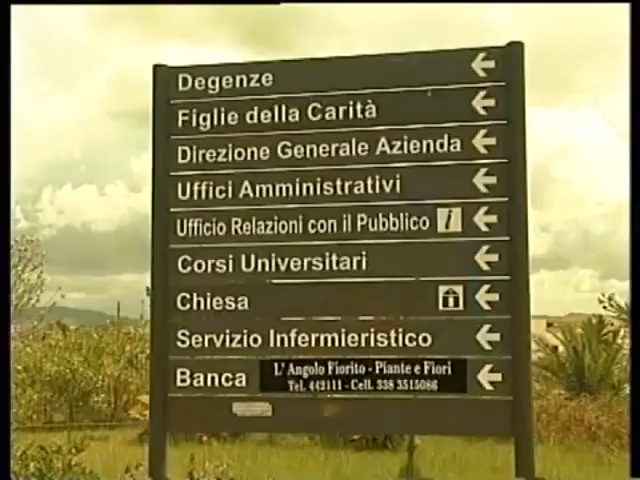 Degenze
Figlie della Carità
Direzione Generale Azienda
Uffici Amministrativi
Ufficio Relazioni con il Pubblico i
Corsi Universitari
Chiesa
Servizio Infermieristico
Banca
L'Angolo Fiorito - Piante e Fiori
Tel. 442111 - Cell. 338 3515086